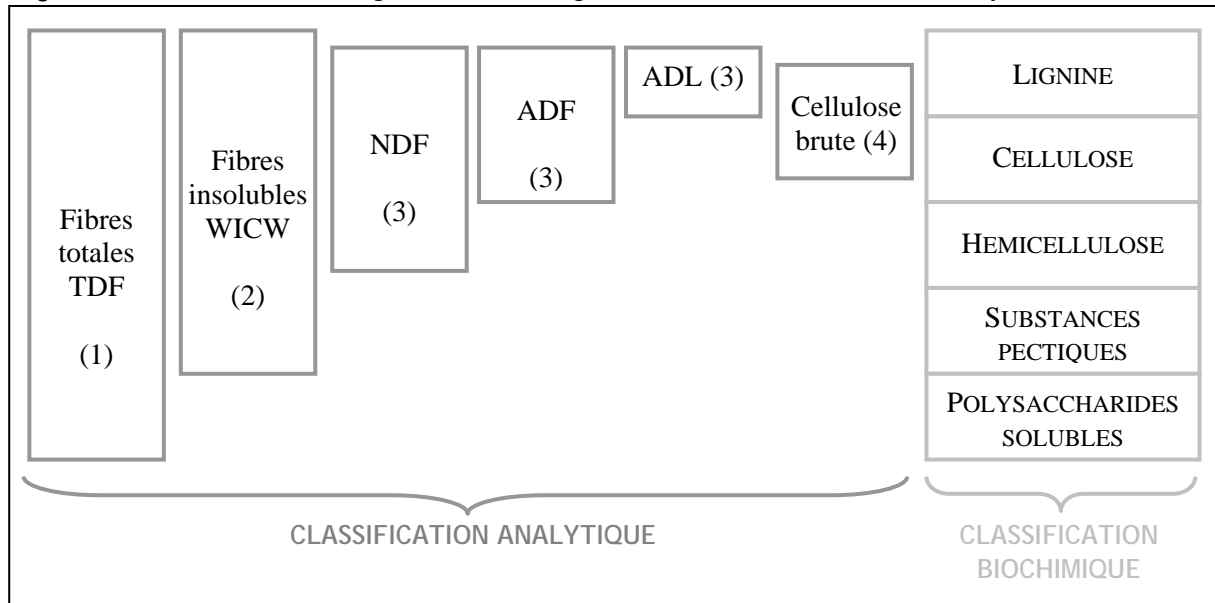 Fibres
totales
TDF
(1)
Fibres
insolubles
WICW
(2)
NDF
(3)
ADF
(3)
ADL (3)
Cellulose
brute (4)
LIGNINE
CELLULOSE
HEMICELLULOSE
SUBSTANCES
PECTIQUES
POLYSACCHARIDES
SOLUBLES
CLASSIFICATION ANALYTIQUE
CLASSIFICATION
BIOCHIMIQUE